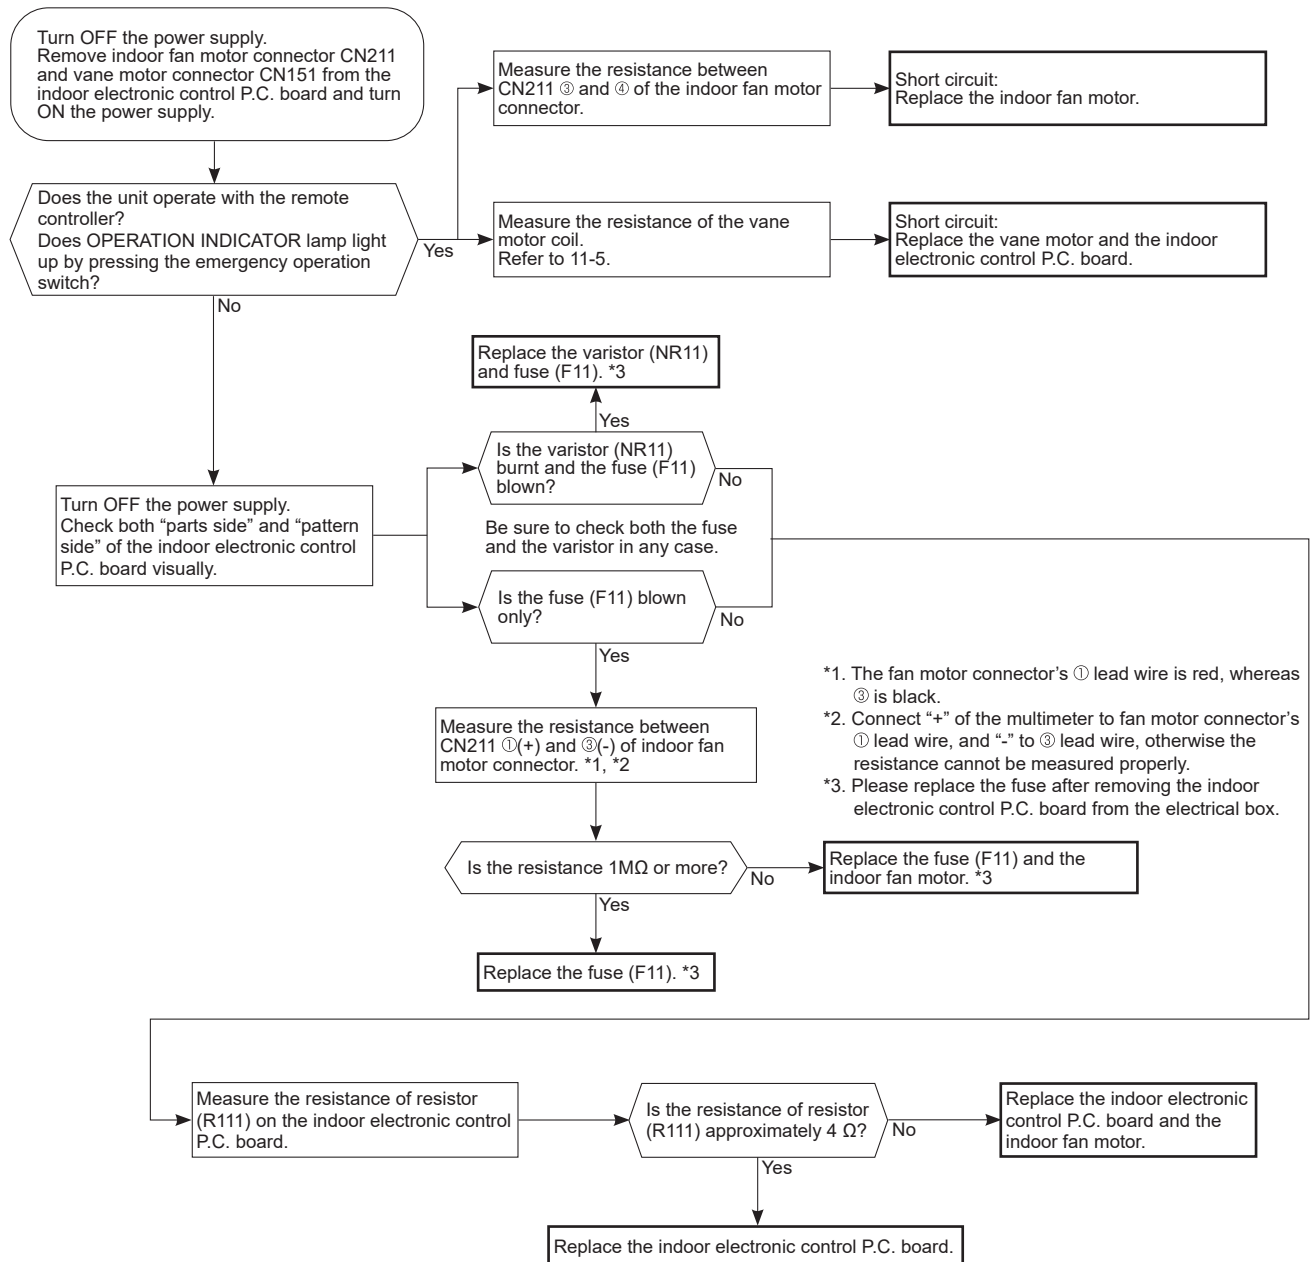 Turn OFF the power supply.
Remove indoor fan motor connector CN211
and vane motor connector CN151 from the
indoor electronic control P.C. board and turn
ON the power supply.
Measure the resistance between
CN211 ③ and ④ of the indoor fan motor
connector.
Short circuit:
Replace the indoor fan motor.
Does the unit operate with the remote
controller?
Does OPERATION INDICATOR lamp light
up by pressing the emergency operation
switch?
Yes
Measure the resistance of the vane
motor coil.
Refer to 11-5.
Short circuit:
Replace the vane motor and the indoor
electronic control P.C. board.
No
Replace the varistor (NR11)
and fuse (F11). *3
Yes
Is the varistor (NR11)
burnt and the fuse (F11)
blown?
No
Turn OFF the power supply.
Check both “parts side” and “pattern
side” of the indoor electronic control
P.C. board visually.
Be sure to check both the fuse
and the varistor in any case.
Is the fuse (F11) blown
only?
No
Yes
*1. The fan motor connector’s ① lead wire is red, whereas
③ is black.
*2. Connect “+” of the multimeter to fan motor connector’s
① lead wire, and “-” to ③ lead wire, otherwise the
resistance cannot be measured properly.
*3. Please replace the fuse after removing the indoor
electronic control P.C. board from the electrical box.
Measure the resistance between
CN211 ①(+) and ③(-) of indoor fan
motor connector. *1, *2
Is the resistance 1MΩ or more?
No
Replace the fuse (F11) and the
indoor fan motor. *3
Yes
Replace the fuse (F11). *3
Measure the resistance of resistor
(R111) on the indoor electronic control
P.C. board.
Is the resistance of resistor
(R111) approximately 4 Ω?
No
Replace the indoor electronic
control P.C. board and the
indoor fan motor.
Yes
Replace the indoor electronic control P.C. board.